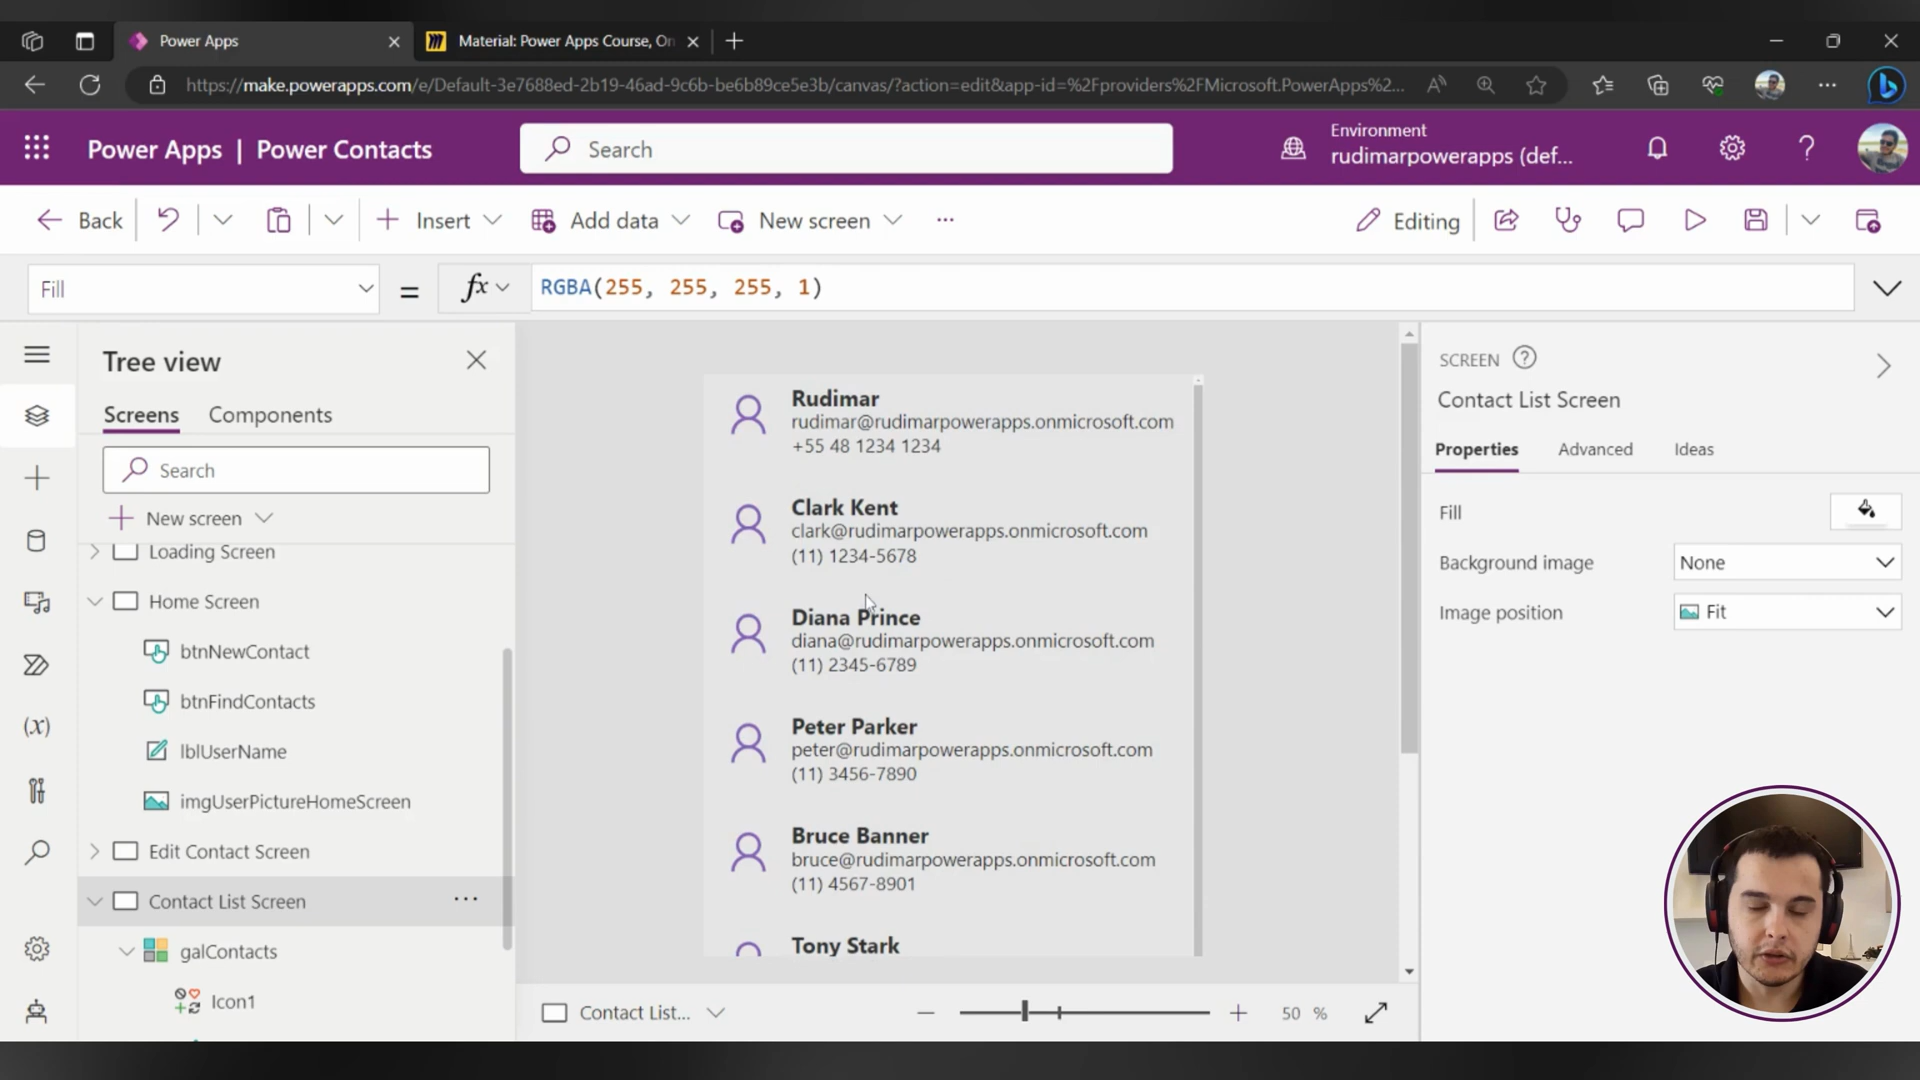 Power Apps
Material: Power Apps Course, On
https://make.powerapps.com/e/Default-3e7688ed-2b19-46ad-9c6b-be6b89ce5e3b/canvas/?action=edit&app-id=%2Fproviders%2FMicrosoft.PowerApps%2...
Power Apps | Power Contacts
Search
Environment
rudimarpowerapps (def...
Back
Insert
Add data
New screen
...
Editing
Fill
=
fx
RGBA(255, 255, 255, 1)
Tree view
Screens
Components
Search
New screen
Loading Screen
Home Screen
btnNewContact
btnFindContacts
lblUserName
imgUserPictureHomeScreen
Edit Contact Screen
Contact List Screen
...
galContacts
Icon1
Rudimar
rudimar@rudimarpowerapps.onmicrosoft.com
+55 48 1234 1234
Clark Kent
clark@rudimarpowerapps.onmicrosoft.com
(11) 1234-5678
Diana Prince
diana@rudimarpowerapps.onmicrosoft.com
(11) 2345-6789
Peter Parker
peter@rudimarpowerapps.onmicrosoft.com
(11) 3456-7890
Bruce Banner
bruce@rudimarpowerapps.onmicrosoft.com
(11) 4567-8901
Tony Stark
Contact List...
50 %
SCREEN
Contact List Screen
Properties
Advanced
Ideas
Fill
Background image
None
Image position
Fit